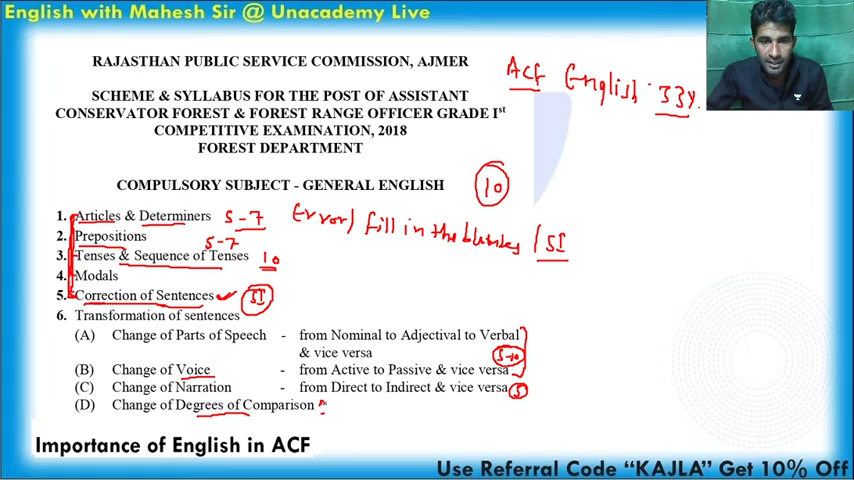 English with Mahesh Sir @ Unacademy Live
RAJASTHAN PUBLIC SERVICE COMMISSION, AJMER
ACF English 33%
SCHEME & SYLLABUS FOR THE POST OF ASSISTANT
CONSERVATOR FOREST & FOREST RANGE OFFICER GRADE Ist
COMPETITIVE EXAMINATION, 2018
FOREST DEPARTMENT
COMPULSORY SUBJECT - GENERAL ENGLISH 10
1. Articles & Determiners 5-7 Error) fill in the blanks / SI
2. Prepositions 5-7
3. Tenses & Sequence of Tenses 10
4. Modals
5. Correction of Sentences SI
6. Transformation of sentences
(A) Change of Parts of Speech - from Nominal to Adjectival to Verbal
& vice versa 5-10
(B) Change of Voice - from Active to Passive & vice versa
(C) Change of Narration - from Direct to Indirect & vice versa 5
(D) Change of Degrees of Comparison
Importance of English in ACF
Use Referral Code “KAJLA” Get 10% Off